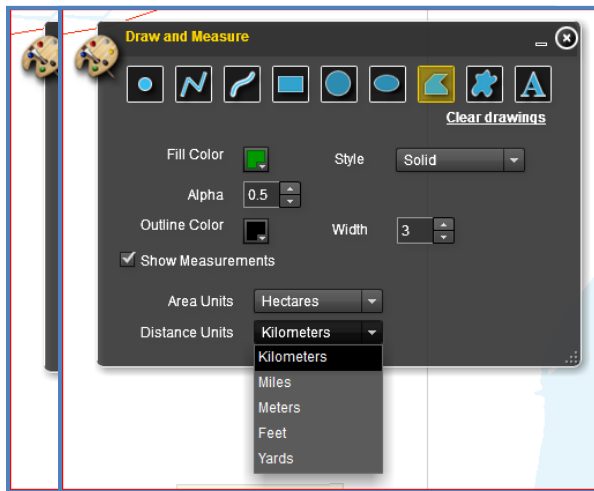 Draw and Measure
A
Clear drawings
Fill Color
Style Solid
Alpha 0.5
Outline Color
Width 3
Show Measurements
Area Units Hectares
Distance Units Kilometers
Kilometers
Miles
Meters
Feet
Yards